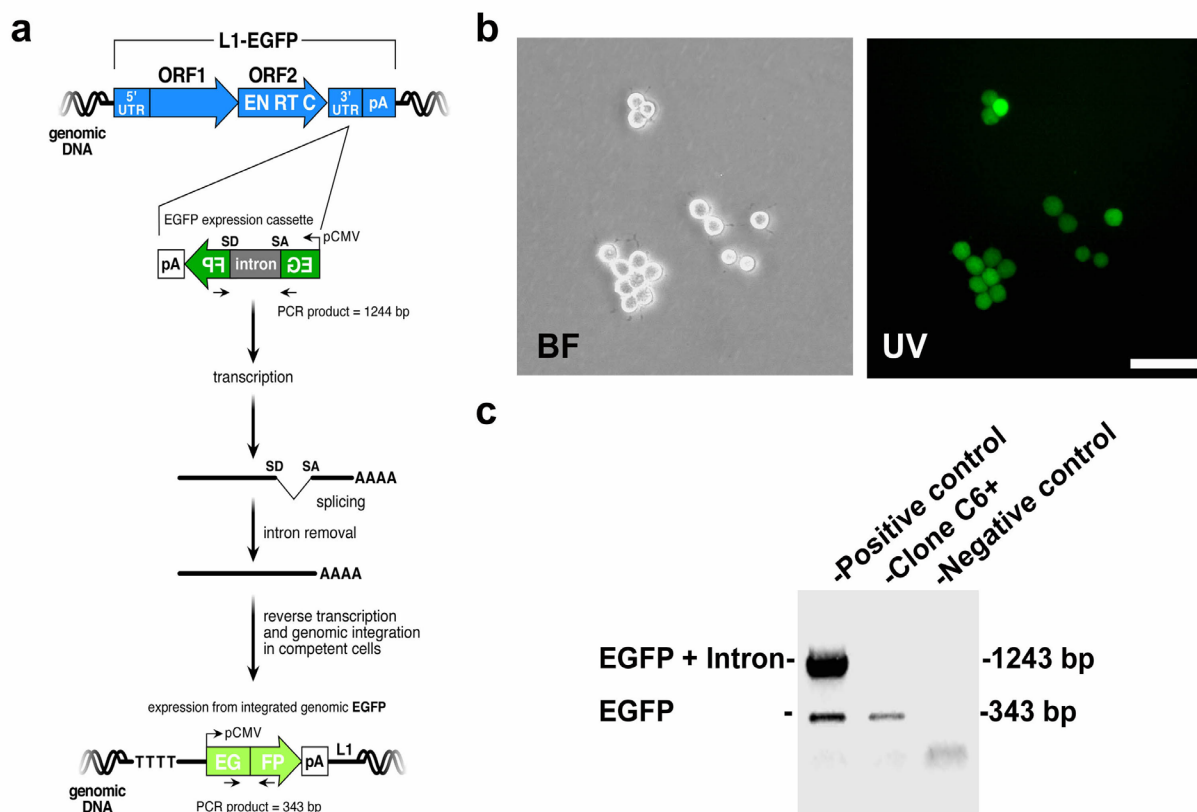 a
L1-EGFP
ORF1
ORF2
5'
UTR
EN RT C
3'
UTR
pA
genomic
DNA
EGFP expression cassette
SD
SA
pCMV
pA
FP
intron
EG
PCR product = 1244 bp
transcription
SD
SA
AAAA
splicing
intron removal
AAAA
reverse transcription
and genomic integration
in competent cells
expression from integrated genomic EGFP
pCMV
TTTT
EG
FP
pA
L1
genomic
DNA
PCR product = 343 bp
b
BF
UV
c
-Positive control
-Clone C6+
-Negative control
EGFP + Intron-
-1243 bp
EGFP -
-343 bp